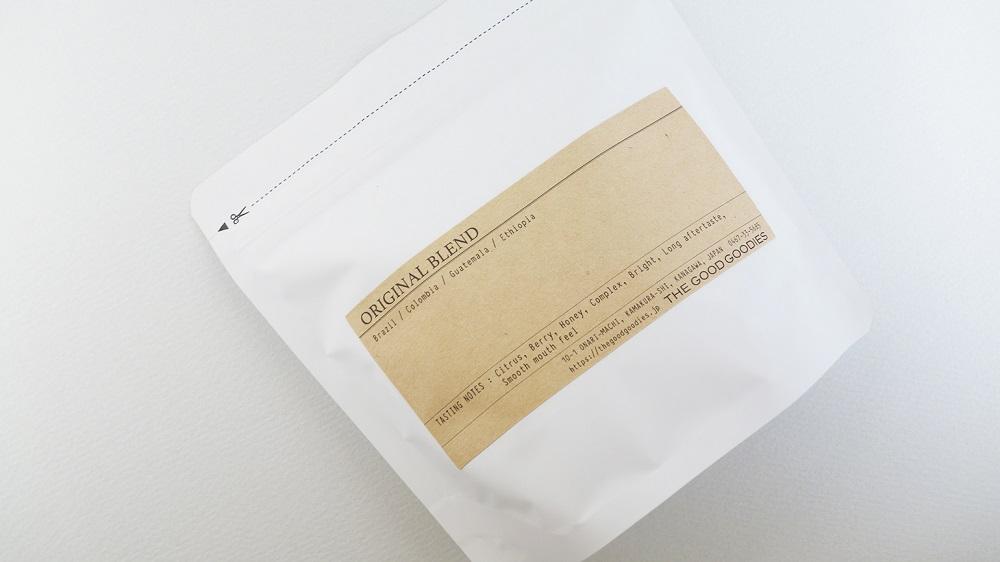 ORIGINAL BLEND
Brazil / Colombia / Guatemala / Ethiopia
TASTING NOTES : Citrus, Berry, Honey, Complex, Bright, Long aftertaste,
Smooth mouth feel
10-1 ONARI-MACHI, KAMAKURA-SHI, KANAGAWA, JAPAN 0467-33-5685
https://thegoodgoodies.jp THE GOOD GOODIES